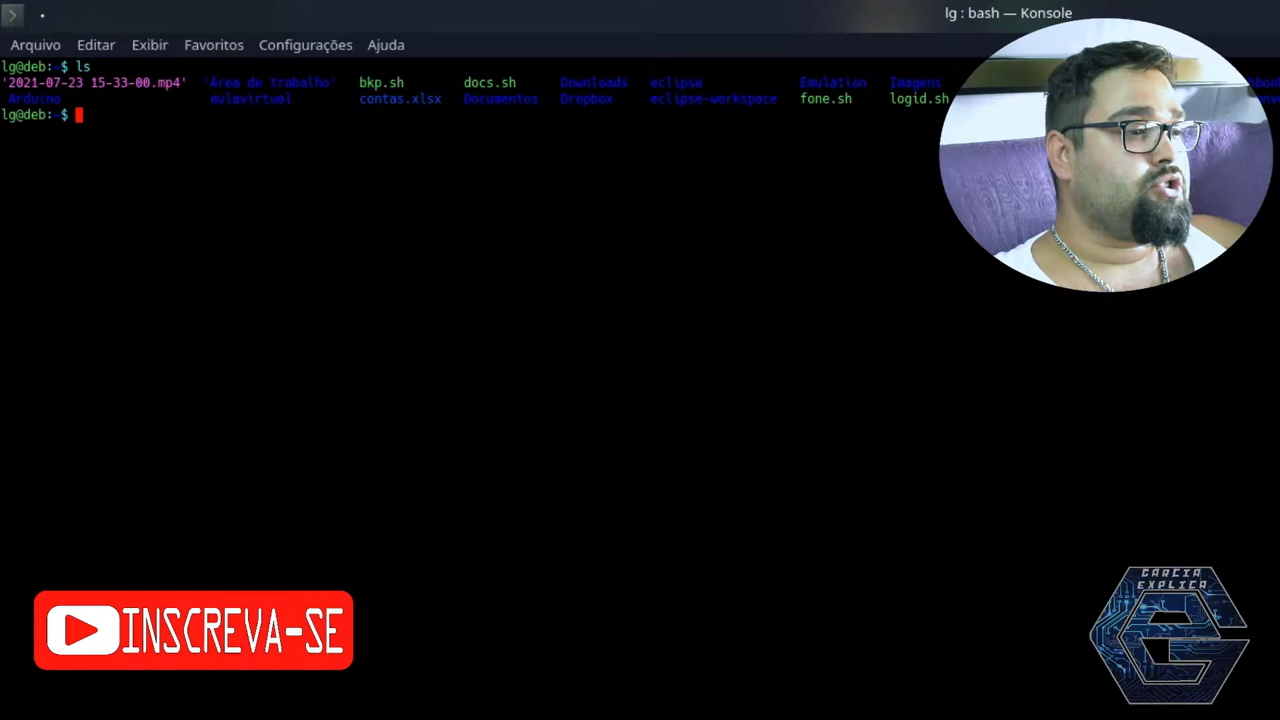 lg : bash — Konsole
Arquivo Editar Exibir Favoritos Configurações Ajuda
lg@deb:~$ ls
'2021-07-23 15-33-00.mp4' 'Área de trabalho' bkp.sh docs.sh Downloads eclipse Emulation Imagens
Arduino aulavirtual contas.xlsx Documentos Dropbox eclipse-workspace fone.sh logid.sh
lg@deb:~$
INSCREVA-SE
GARCIA
EXPLICA